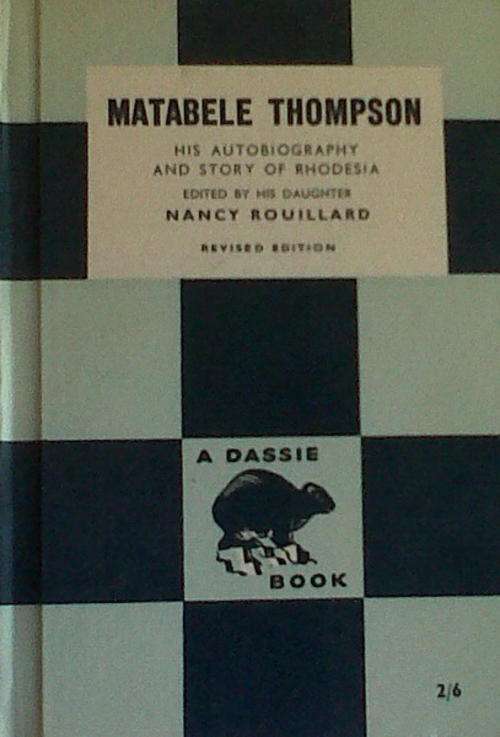 MATABELE THOMPSON
HIS AUTOBIOGRAPHY
AND STORY OF RHODESIA
EDITED BY HIS DAUGHTER
NANCY ROUILLARD
REVISED EDITION
A DASSIE
BOOK
2/6